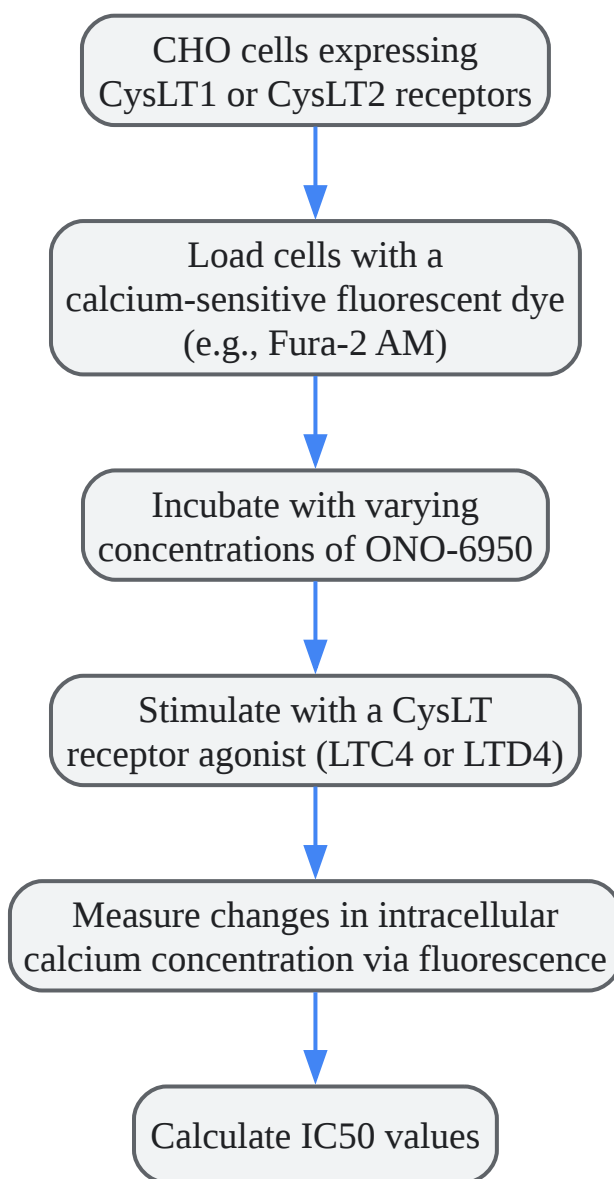 CHO cells expressing
CysLT1 or CysLT2 receptors
Load cells with a
calcium-sensitive fluorescent dye
(e.g., Fura-2 AM)
Incubate with varying
concentrations of ONO-6950
Stimulate with a CysLT
receptor agonist (LTC4 or LTD4)
Measure changes in intracellular
calcium concentration via fluorescence
Calculate IC50 values